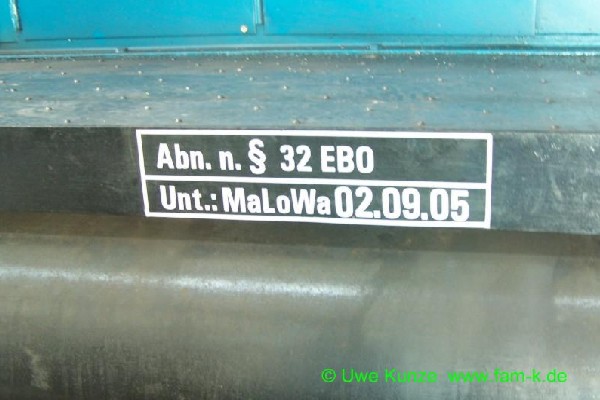 Abn. n. § 32 EBO
Unt.: MaLoWa 02.09.05
© Uwe Kunze www.fam-k.de